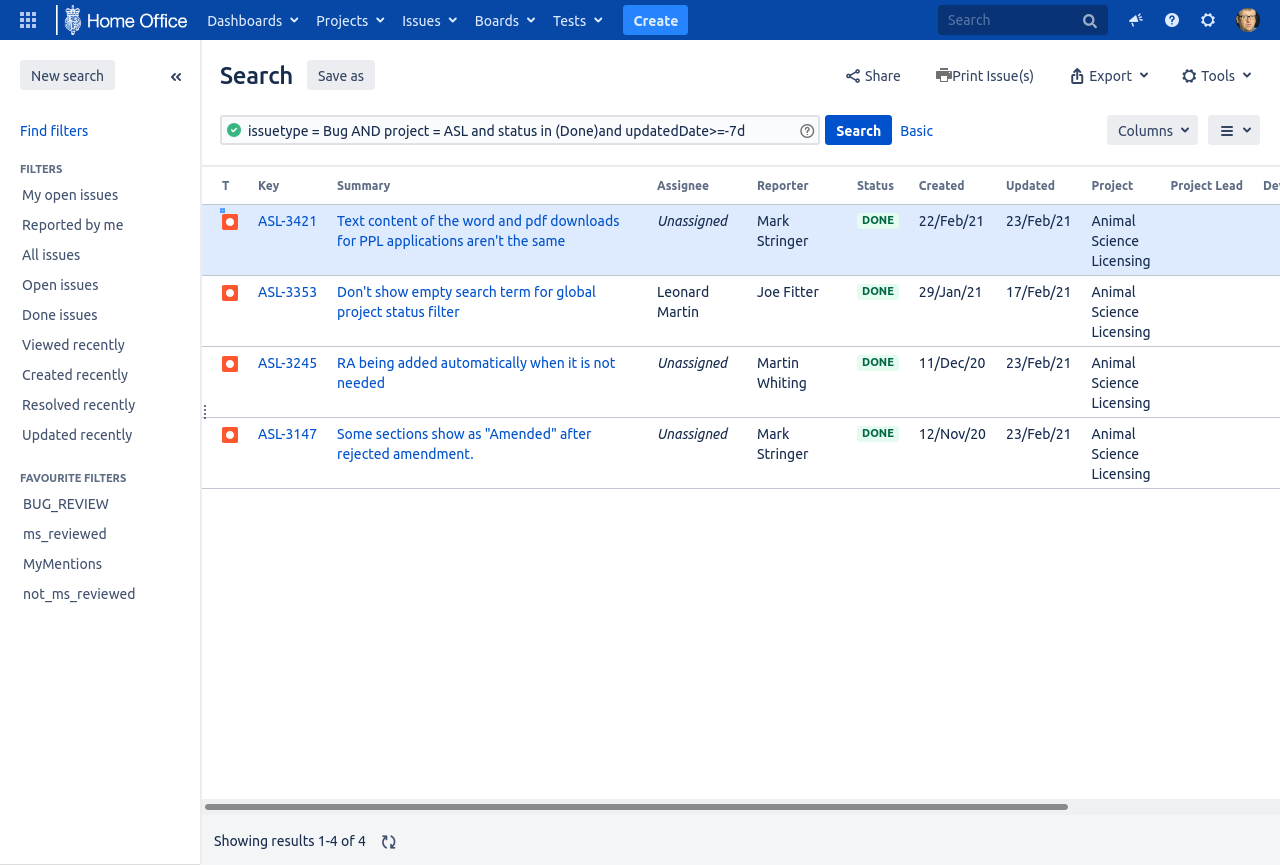 Home Office Dashboards Projects Issues Boards Tests Create Search
New search
Find filters
FILTERS
My open issues
Reported by me
All issues
Open issues
Done issues
Viewed recently
Created recently
Resolved recently
Updated recently
FAVOURITE FILTERS
BUG_REVIEW
ms_reviewed
MyMentions
not_ms_reviewed
Search Save as Share Print Issue(s) Export Tools
issuetype = Bug AND project = ASL and status in (Done)and updatedDate>=-7d Search Basic Columns
T Key Summary Assignee Reporter Status Created Updated Project Project Lead De
ASL-3421 Text content of the word and pdf downloads Unassigned Mark DONE 22/Feb/21 23/Feb/21 Animal
for PPL applications aren't the same Stringer Science
Licensing
ASL-3353 Don't show empty search term for global Leonard Joe Fitter DONE 29/Jan/21 17/Feb/21 Animal
project status filter Martin Science
Licensing
ASL-3245 RA being added automatically when it is not Unassigned Martin DONE 11/Dec/20 23/Feb/21 Animal
needed Whiting Science
Licensing
ASL-3147 Some sections show as "Amended" after Unassigned Mark DONE 12/Nov/20 23/Feb/21 Animal
rejected amendment. Stringer Science
Licensing
Showing results 1-4 of 4